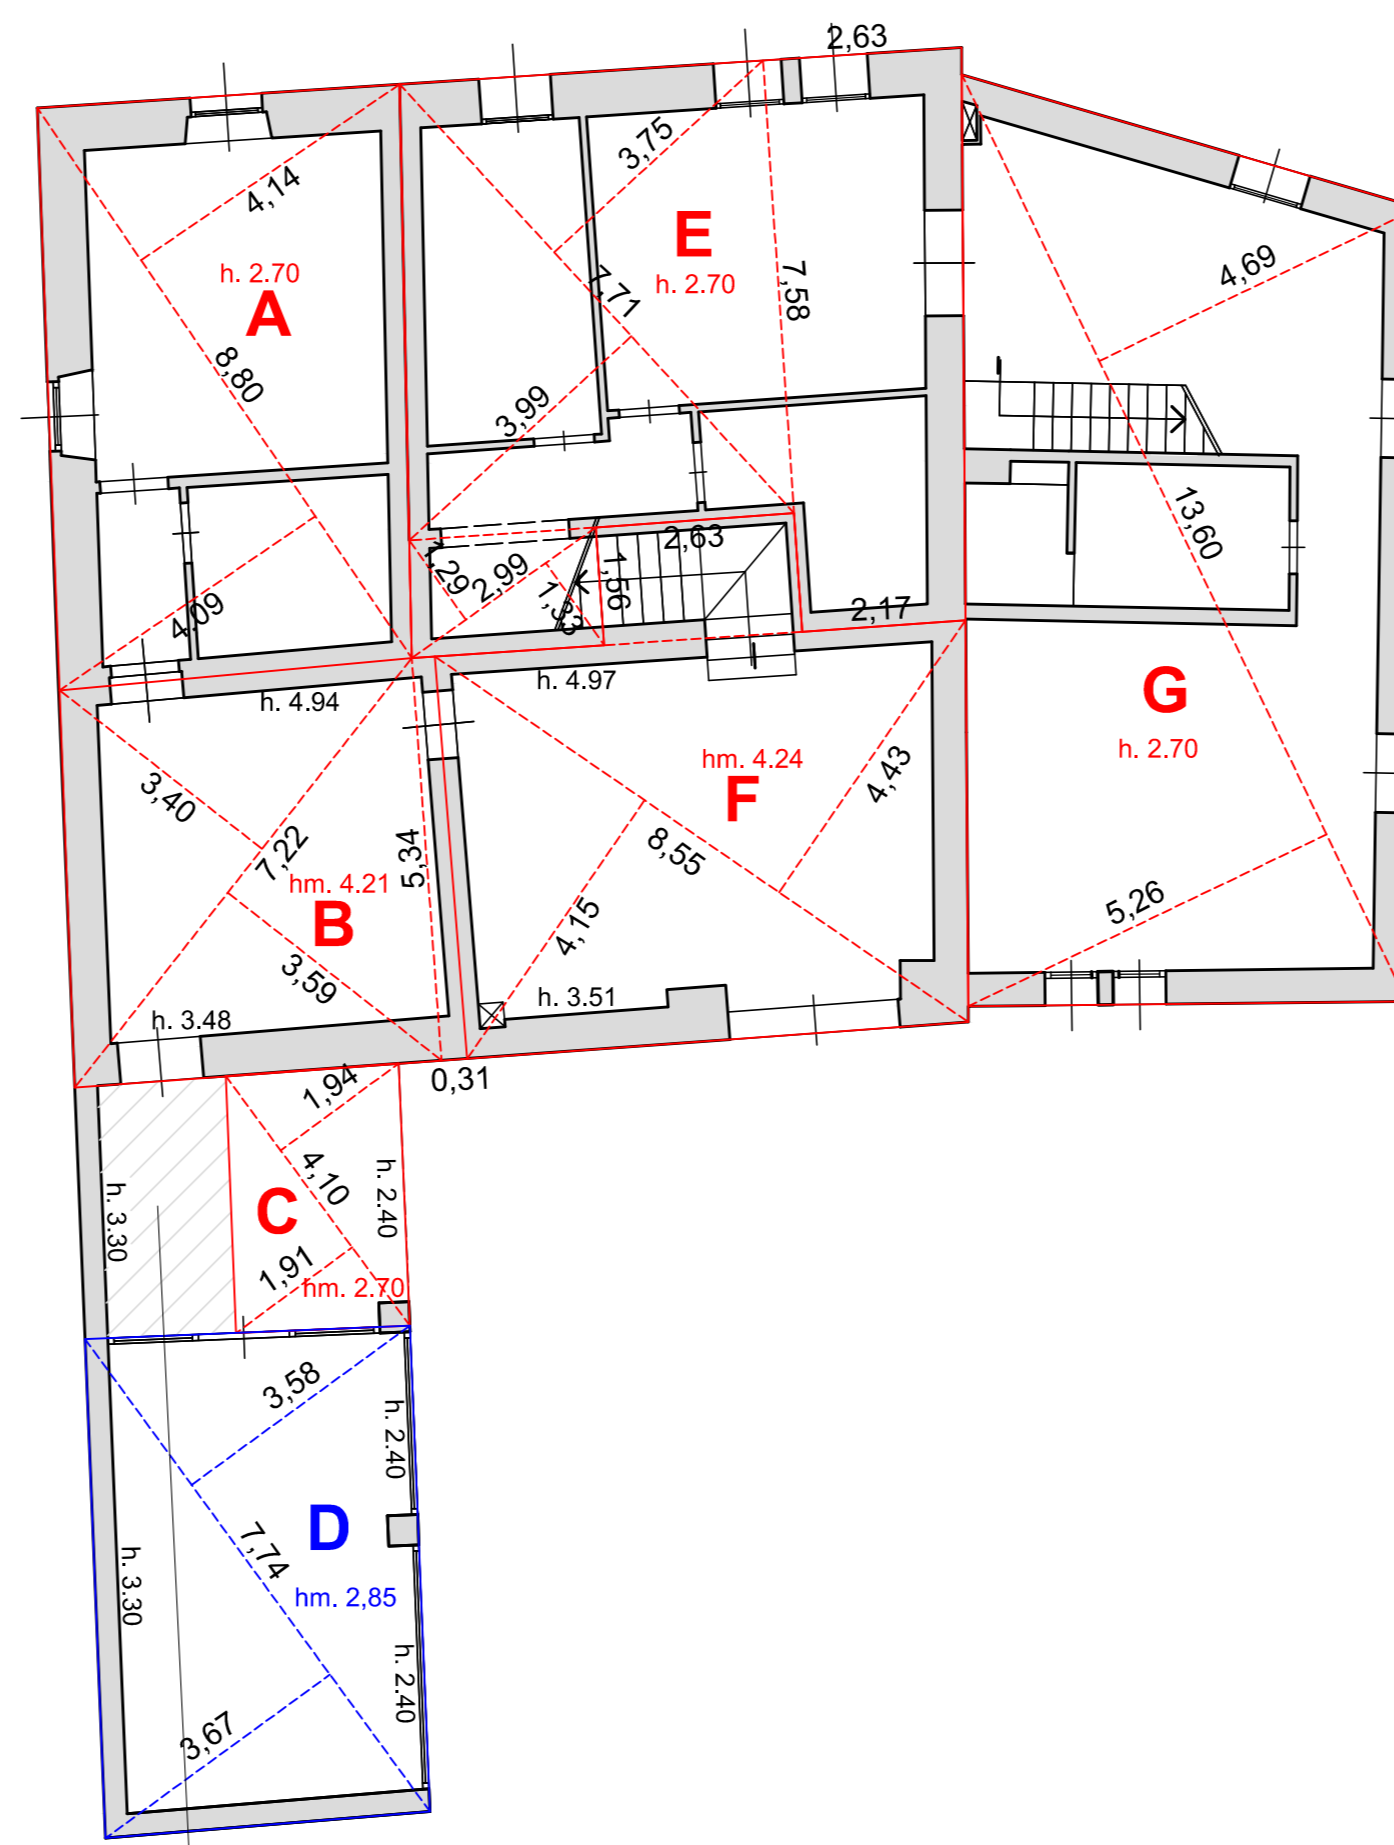 2,63
4,14
3,75
E
h. 2.70
4,69
h. 2.70
A
7,71
7,58
8,80
3,99
13,60
2,63
1,29
2,99
1,33
1,56
4,09
2,17
h. 4.94
h. 4.97
G
h. 2.70
hm. 4.24
F
4,43
3,40
7,22
5,34
8,55
hm. 4.21
B
4,15
5,26
3,59
h. 3.51
h. 3.48
0,31
1,94
4,10
h. 2.40
h. 3.30
C
1,91
hm. 2.70
3,58
h. 2.40
D
7,74
h. 3.30
hm. 2,85
h. 2.40
3,67